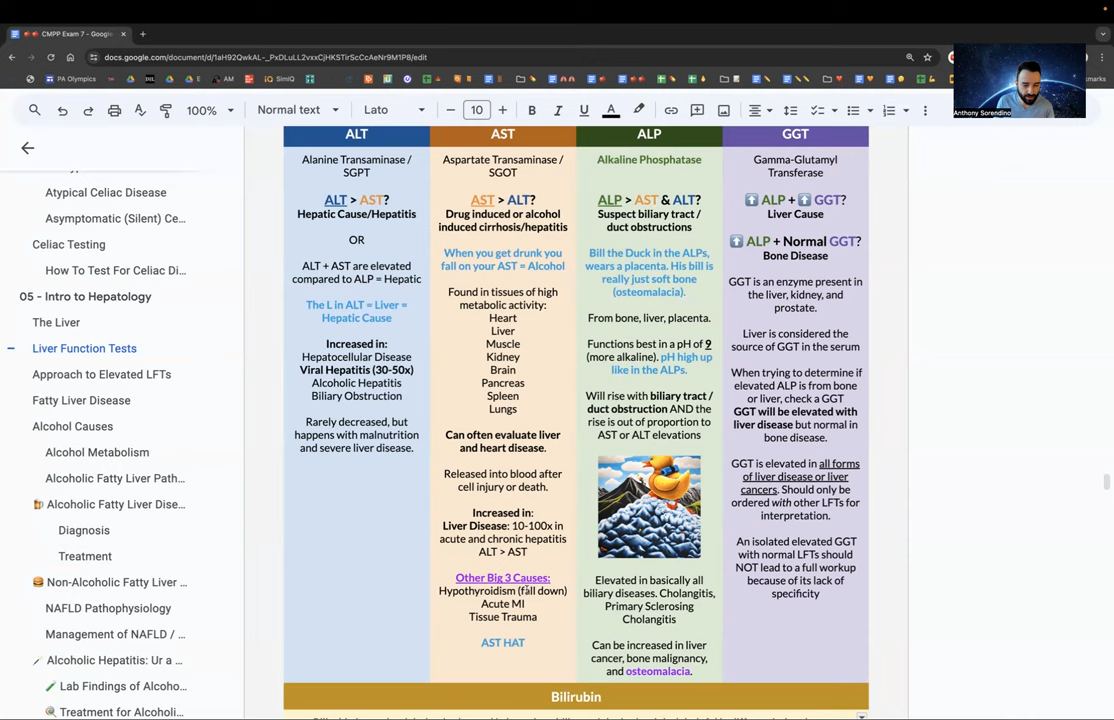 CMPP Exam 7 - Google
docs.google.com/document/d/1aH92QwkAL-_PxDLuLL2vxxCjHKSTirScCcAeNr9M1P8/edit
PA Olympics
DEL
E
AM
IQ
SimIQ
Anthony Sorendino
100%
Normal text
Lato
10
Atypical Celiac Disease
Asymptomatic (Silent) Ce...
Celiac Testing
How To Test For Celiac Di...
05 - Intro to Hepatology
The Liver
Liver Function Tests
Approach to Elevated LFTs
Fatty Liver Disease
Alcohol Causes
Alcohol Metabolism
Alcoholic Fatty Liver Path...
Alcoholic Fatty Liver Dise...
Diagnosis
Treatment
Non-Alcoholic Fatty Liver ...
NAFLD Pathophysiology
Management of NAFLD / ...
Alcoholic Hepatitis: Ur a ...
Lab Findings of Alcoho...
Treatment for Alcoholi...
ALT
Alanine Transaminase /
SGPT
ALT > AST?
Hepatic Cause/Hepatitis
OR
ALT + AST are elevated
compared to ALP = Hepatic
The L in ALT = Liver =
Hepatic Cause
Increased in:
Hepatocellular Disease
Viral Hepatitis (30-50x)
Alcoholic Hepatitis
Biliary Obstruction
Rarely decreased, but
happens with malnutrition
and severe liver disease.
AST
Aspartate Transaminase /
SGOT
AST > ALT?
Drug induced or alcohol
induced cirrhosis/hepatitis
When you get drunk you
fall on your AST = Alcohol
Found in tissues of high
metabolic activity:
Heart
Liver
Muscle
Kidney
Brain
Pancreas
Spleen
Lungs
Can often evaluate liver
and heart disease.
Released into blood after
cell injury or death.
Increased in:
Liver Disease: 10-100x in
acute and chronic hepatitis
ALT > AST
Other Big 3 Causes:
Hypothyroidism (fall down)
Acute MI
Tissue Trauma
AST HAT
ALP
Alkaline Phosphatase
ALP > AST & ALT?
Suspect biliary tract /
duct obstructions
Bill the Duck in the ALPs,
wears a placenta. His bill is
really just soft bone
(osteomalacia).
From bone, liver, placenta.
Functions best in a pH of 9
(more alkaline). pH high up
like in the ALPs.
Will rise with biliary tract /
duct obstruction AND the
rise is out of proportion to
AST or ALT elevations
Elevated in basically all
biliary diseases. Cholangitis,
Primary Sclerosing
Cholangitis
Can be increased in liver
cancer, bone malignancy,
and osteomalacia.
GGT
Gamma-Glutamyl
Transferase
⬆️ ALP + ⬆️ GGT?
Liver Cause
⬆️ ALP + Normal GGT?
Bone Disease
GGT is an enzyme present in
the liver, kidney, and
prostate.
Liver is considered the
source of GGT in the serum
When trying to determine if
elevated ALP is from bone
or liver, check a GGT
GGT will be elevated with
liver disease but normal in
bone disease.
GGT is elevated in all forms
of liver disease or liver
cancers. Should only be
ordered with other LFTs for
interpretation.
An isolated elevated GGT
with normal LFTs should
NOT lead to a full workup
because of its lack of
specificity
Bilirubin